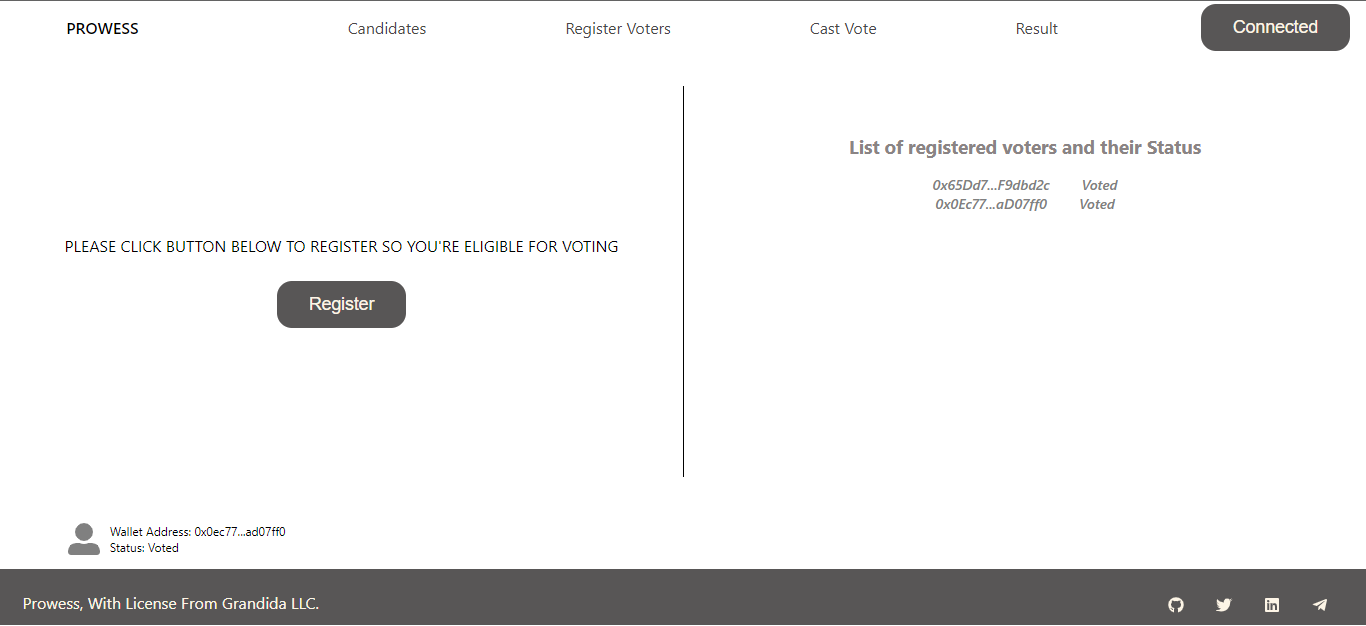 PROWESS Candidates Register Voters Cast Vote Result Connected
PLEASE CLICK BUTTON BELOW TO REGISTER SO YOU'RE ELIGIBLE FOR VOTING
Register
List of registered voters and their Status
0x65Dd7...F9dbd2c Voted
0x0Ec77...aD07ff0 Voted
Wallet Address: 0x0ec77...ad07ff0
Status: Voted
Prowess, With License From Grandida LLC.